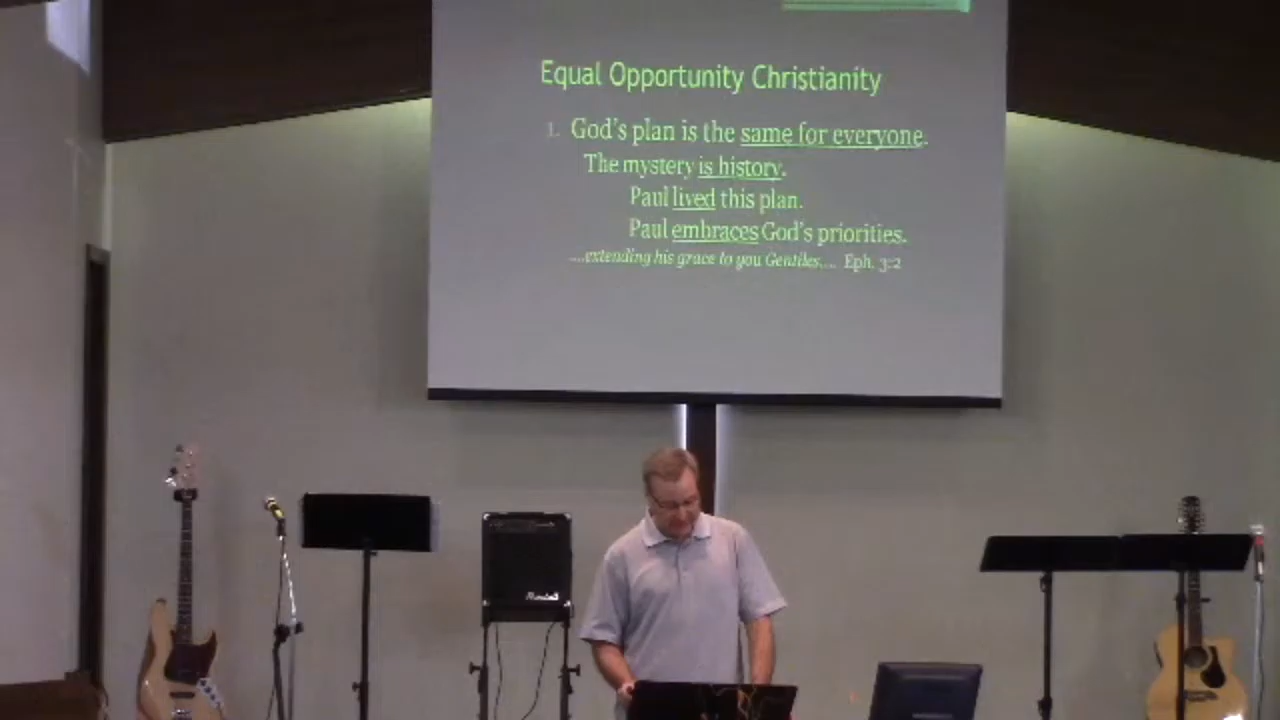 Equal Opportunity Christianity
1. God's plan is the same for everyone.
The mystery is history.
Paul lived this plan.
Paul embraces God's priorities.
....extending his grace to you Gentiles.... Eph. 3:2
Marshall